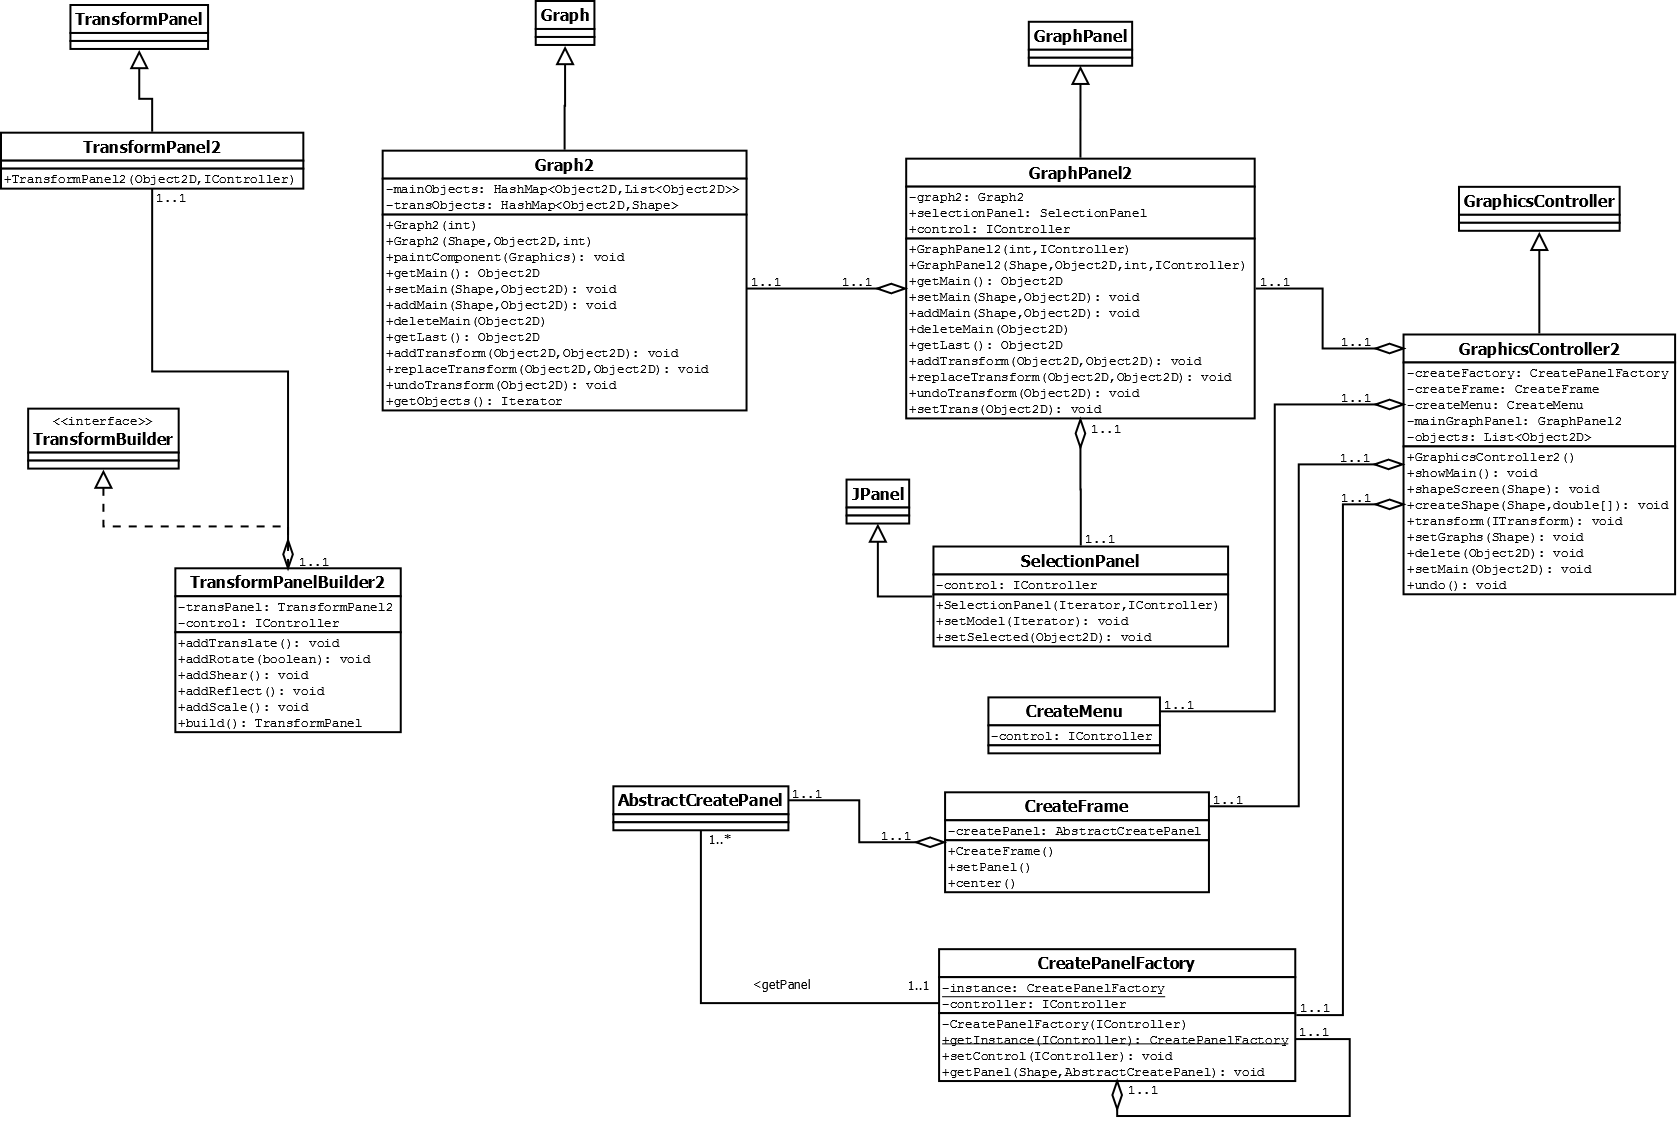 TransformPanel
Graph
GraphPanel
TransformPanel2
+TransformPanel2(Object2D,IController)
1..1
Graph2
-mainObjects: HashMap<Object2D,List<Object2D>>
-transObjects: HashMap<Object2D,Shape>
+Graph2(int)
+Graph2(Shape,Object2D,int)
+paintComponent(Graphics): void
+getMain(): Object2D
+setMain(Shape,Object2D): void
+addMain(Shape,Object2D): void
+deleteMain(Object2D)
+getLast(): Object2D
+addTransform(Object2D,Object2D): void
+replaceTransform(Object2D,Object2D): void
+undoTransform(Object2D): void
+getObjects(): Iterator
1..1
1..1
GraphPanel2
-graph2: Graph2
+selectionPanel: SelectionPanel
+control: IController
+GraphPanel2(int,IController)
+GraphPanel2(Shape,Object2D,int,IController)
+getMain(): Object2D
+setMain(Shape,Object2D): void
+addMain(Shape,Object2D): void
+deleteMain(Object2D)
+getLast(): Object2D
+addTransform(Object2D,Object2D): void
+replaceTransform(Object2D,Object2D): void
+undoTransform(Object2D): void
+setTrans(Object2D): void
1..1
1..1
GraphicsController
1..1
1..1
1..1
1..1
GraphicsController2
-createFactory: CreatePanelFactory
-createFrame: CreateFrame
-createMenu: CreateMenu
-mainGraphPanel: GraphPanel2
-objects: List<Object2D>
+GraphicsController2()
+showMain(): void
+shapeScreen(Shape): void
+createShape(Shape,double[]): void
+transform(ITransform): void
+setGraphs(Shape): void
+delete(Object2D): void
+setMain(Object2D): void
+undo(): void
<<interface>>
TransformBuilder
1..1
TransformPanelBuilder2
-transPanel: TransformPanel2
-control: IController
+addTranslate(): void
+addRotate(boolean): void
+addShear(): void
+addReflect(): void
+addScale(): void
+build(): TransformPanel
JPanel
1..1
SelectionPanel
-control: IController
+SelectionPanel(Iterator,IController)
+setModel(Iterator): void
+setSelected(Object2D): void
CreateMenu
-control: IController
1..1
AbstractCreatePanel
1..1
1..*
1..1
CreateFrame
-createPanel: AbstractCreatePanel
+CreateFrame()
+setPanel()
+center()
1..1
<getPanel
1..1
CreatePanelFactory
-instance: CreatePanelFactory
-controller: IController
-CreatePanelFactory(IController)
+getInstance(IController): CreatePanelFactory
+setControl(IController): void
+getPanel(Shape,AbstractCreatePanel): void
1..1
1..1
1..1